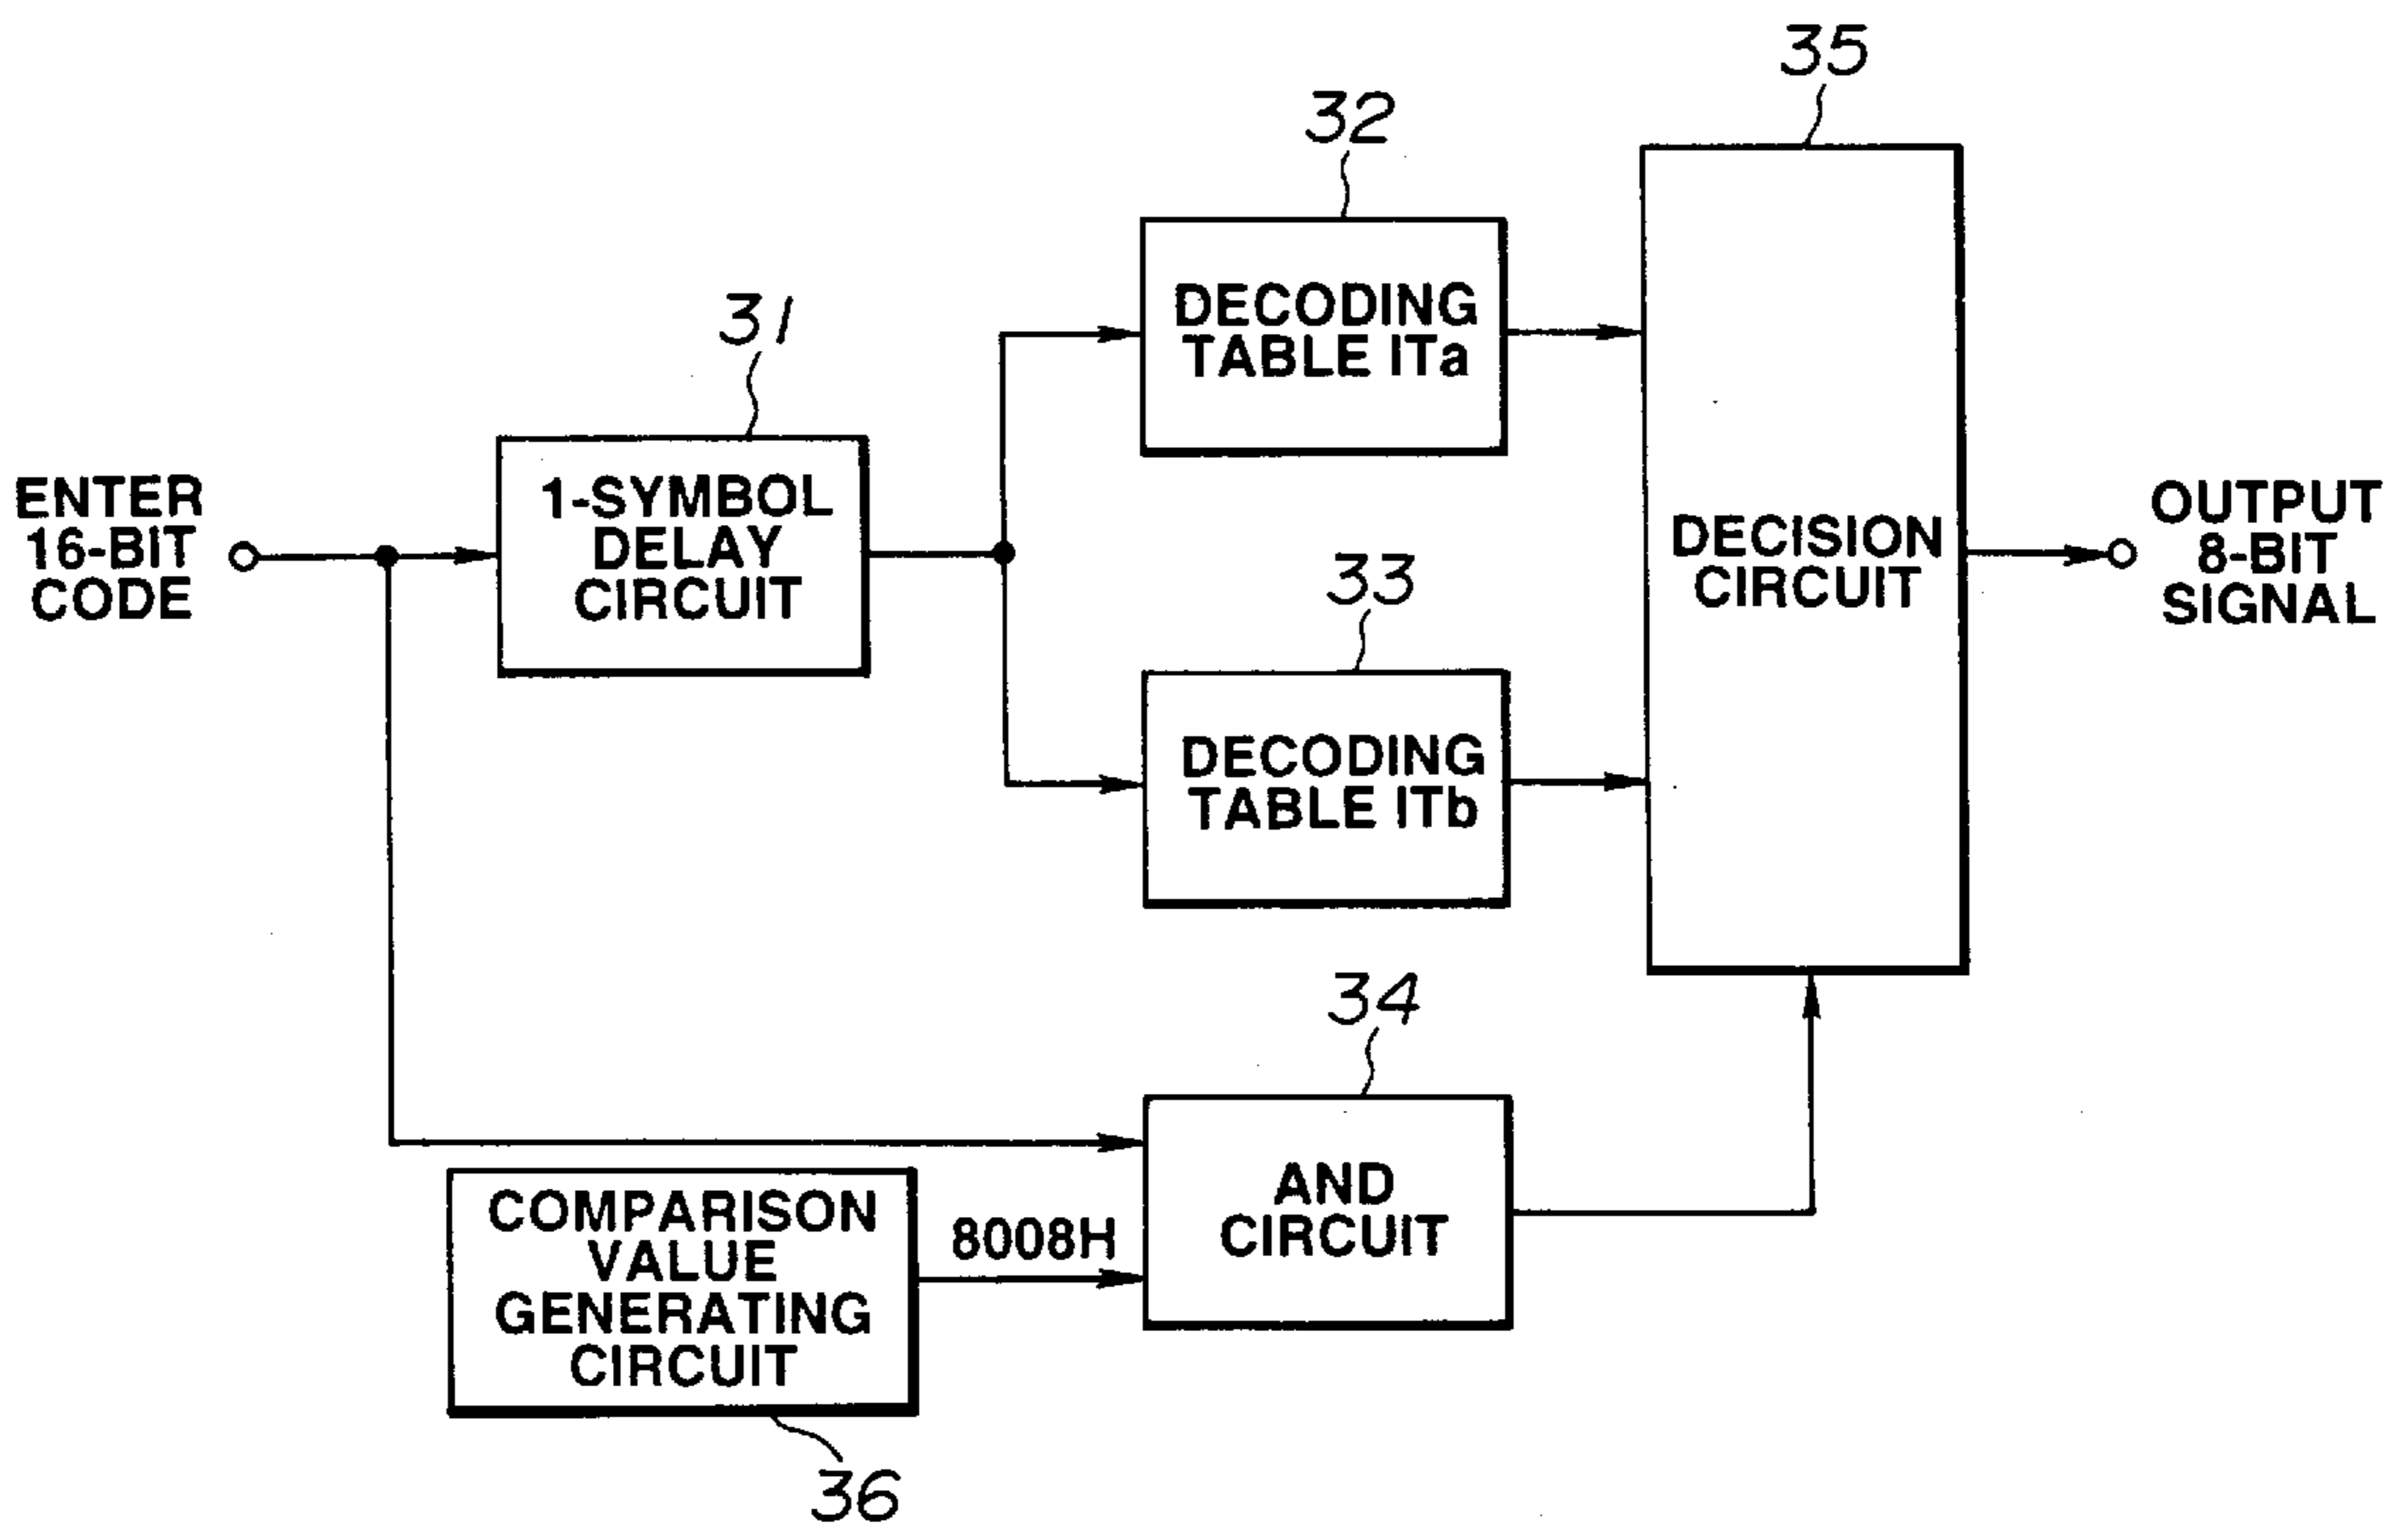 35
32
DECODING
TABLE ITa
31
ENTER
16-BIT
CODE
1-SYMBOL
DELAY
CIRCUIT
33
DECISION
CIRCUIT
OUTPUT
8-BIT
SIGNAL
DECODING
TABLE ITb
34
AND
CIRCUIT
COMPARISON
VALUE
GENERATING
CIRCUIT
8008H
36